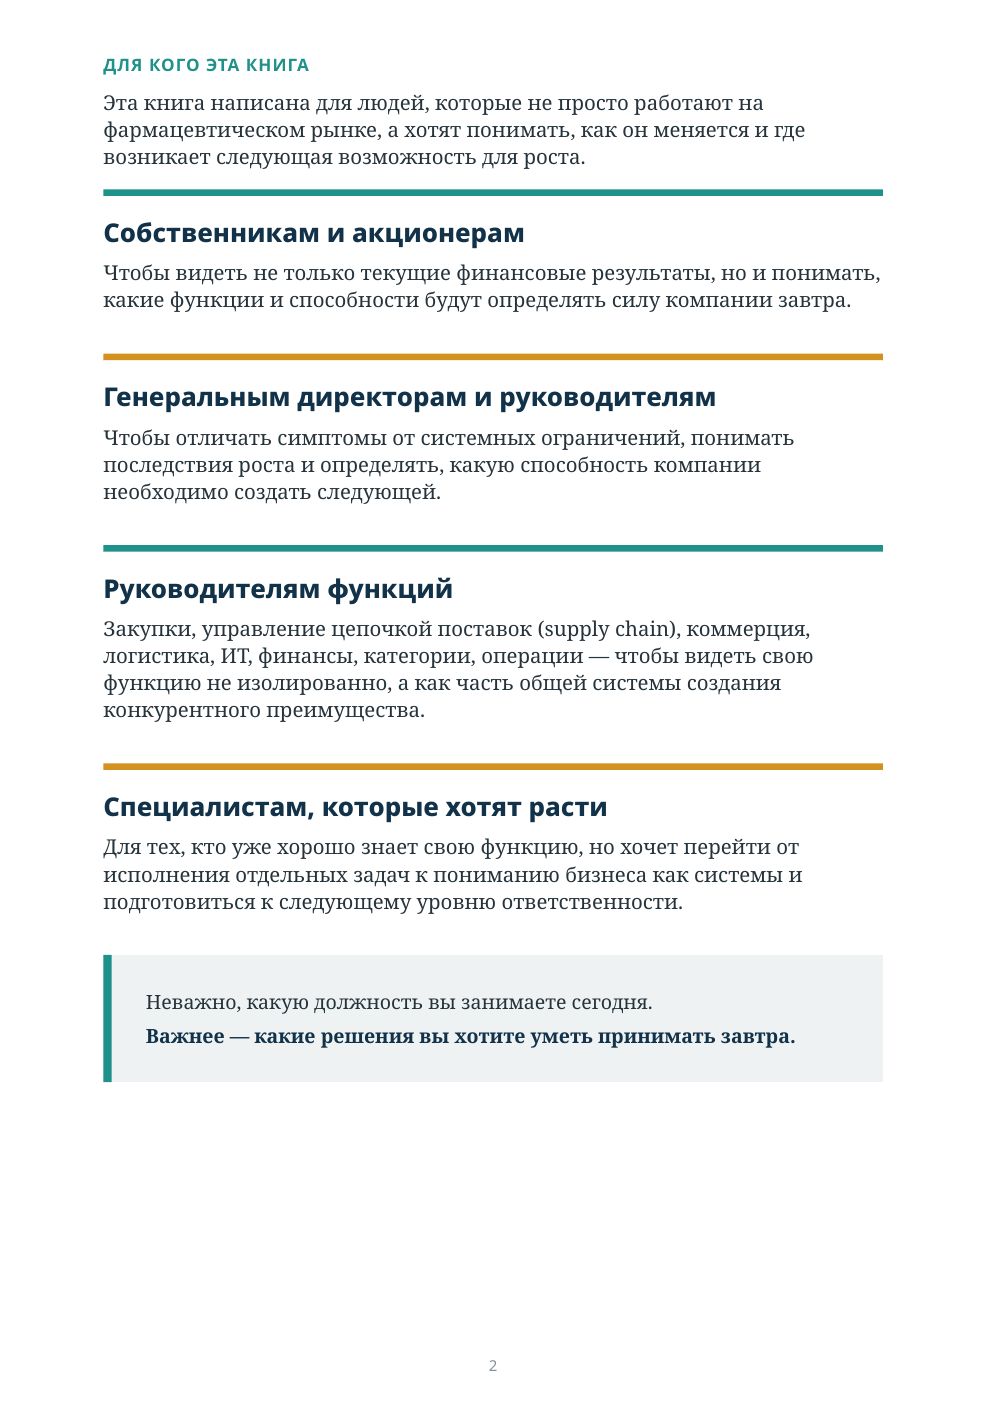 ДЛЯ КОГО ЭТА КНИГА
Эта книга написана для людей, которые не просто работают на
фармацевтическом рынке, а хотят понимать, как он меняется и где
возникает следующая возможность для роста.
Собственникам и акционерам
Чтобы видеть не только текущие финансовые результаты, но и понимать,
какие функции и способности будут определять силу компании завтра.
Генеральным директорам и руководителям
Чтобы отличать симптомы от системных ограничений, понимать
последствия роста и определять, какую способность компании
необходимо создать следующей.
Руководителям функций
Закупки, управление цепочкой поставок (supply chain), коммерция,
логистика, ИТ, финансы, категории, операции — чтобы видеть свою
функцию не изолированно, а как часть общей системы создания
конкурентного преимущества.
Специалистам, которые хотят расти
Для тех, кто уже хорошо знает свою функцию, но хочет перейти от
исполнения отдельных задач к пониманию бизнеса как системы и
подготовиться к следующему уровню ответственности.
Неважно, какую должность вы занимаете сегодня.
Важнее — какие решения вы хотите уметь принимать завтра.
2